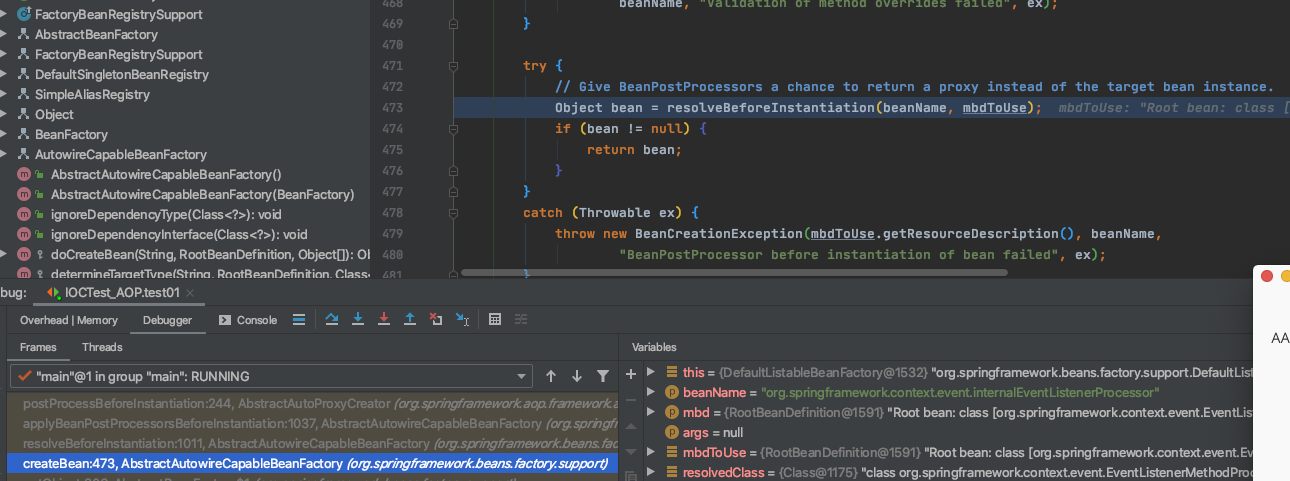 FactoryBeanRegistrySupport
AbstractBeanFactory
FactoryBeanRegistrySupport
DefaultSingletonBeanRegistry
SimpleAliasRegistry
Object
BeanFactory
AutowireCapableBeanFactory
AbstractAutowireCapableBeanFactory()
AbstractAutowireCapableBeanFactory(BeanFactory)
ignoreDependencyType(Class<?>): void
ignoreDependencyInterface(Class<?>): void
doCreateBean(String, RootBeanDefinition, Object[]): Ob
determineTargetType(String, RootBeanDefinition, Class
468 beanName, "Validation of method overrides failed", ex);
469 }
470
471 try {
472 // Give BeanPostProcessors a chance to return a proxy instead of the target bean instance.
473 Object bean = resolveBeforeInstantiation(beanName, mbdToUse); mbdToUse: "Root bean: class [
474 if (bean != null) {
475 return bean;
476 }
477 }
478 catch (Throwable ex) {
479 throw new BeanCreationException(mbdToUse.getResourceDescription(), beanName,
480 "BeanPostProcessor before instantiation of bean failed", ex);
481 }
bug: IOCTest_AOP.test01
Overhead | Memory Debugger Console
Frames Threads
"main"@1 in group "main": RUNNING
postProcessBeforeInstantiation:244, AbstractAutoProxyCreator (org.springframework.aop.framework.a
applyBeanPostProcessorsBeforeInstantiation:1037, AbstractAutowireCapableBeanFactory (org.sprin
resolveBeforeInstantiation:1011, AbstractAutowireCapableBeanFactory (org.springframework.beans.fac
createBean:473, AbstractAutowireCapableBeanFactory (org.springframework.beans.factory.support)
Variables
this = {DefaultListableBeanFactory@1532} "org.springframework.beans.factory.support.DefaultList
beanName = "org.springframework.context.event.internalEventListenerProcessor"
mbd = {RootBeanDefinition@1591} "Root bean: class [org.springframework.context.event.EventLis
args = null
mbdToUse = {RootBeanDefinition@1591} "Root bean: class [org.springframework.context.event.Ev
resolvedClass = {Class@1175} "class org.springframework.context.event.EventListenerMethodProc
AA